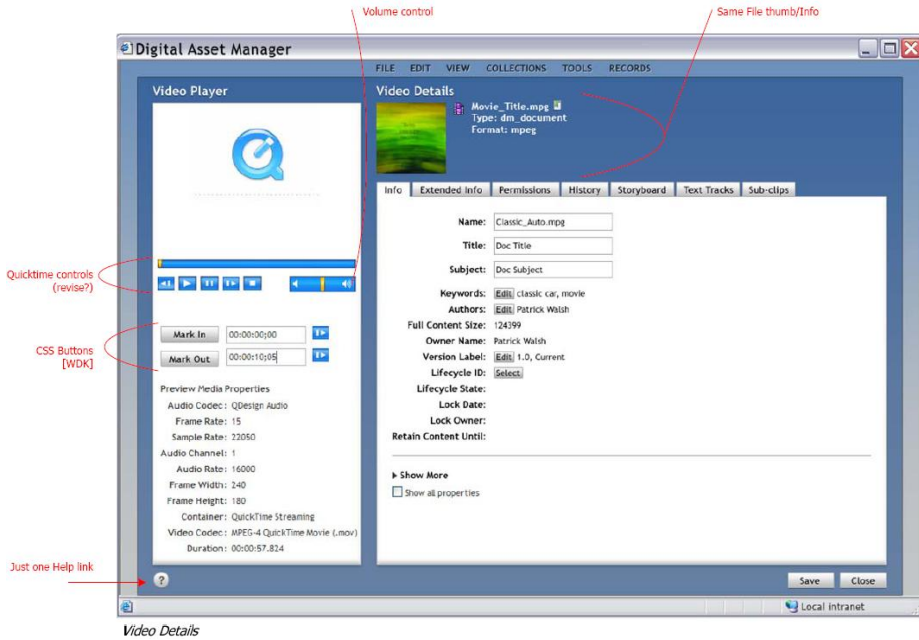 Volume control
Same File thumb/Info
Digital Asset Manager
FILE EDIT VIEW COLLECTIONS TOOLS RECORDS
Video Player
Video Details
Movie_Title.mpg
Type: dm_document
Format: mpeg
Info Extended Info Permissions History Storyboard Text Tracks Sub-clips
Name: Classic_Auto.mpg
Title: Doc Title
Subject: Doc Subject
Keywords: Edit classic car, movie
Authors: Edit Patrick Walsh
Full Content Size: 124399
Owner Name: Patrick Walsh
Version Label: Edit 1.0, Current
Lifecycle ID: Select
Lifecycle State:
Lock Date:
Lock Owner:
Retain Content Until:
Show More
Show all properties
Quicktime controls
(revise?)
CSS Buttons
[WDK]
Mark In 00:00:00;00
Mark Out 00:00:10;05
Preview Media Properties
Audio Codec: QDesign Audio
Frame Rate: 15
Sample Rate: 22050
Audio Channel: 1
Audio Rate: 16000
Frame Width: 240
Frame Height: 180
Container: QuickTime Streaming
Video Codec: MPEG-4 QuickTime Movie (.mov)
Duration: 00:00:57.824
Just one Help link
?
Save Close
Local intranet
Video Details